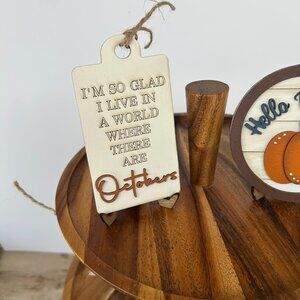 I'M SO GLAD
I LIVE IN
A WORLD
WHERE
THERE
ARE
Octobers
Hello